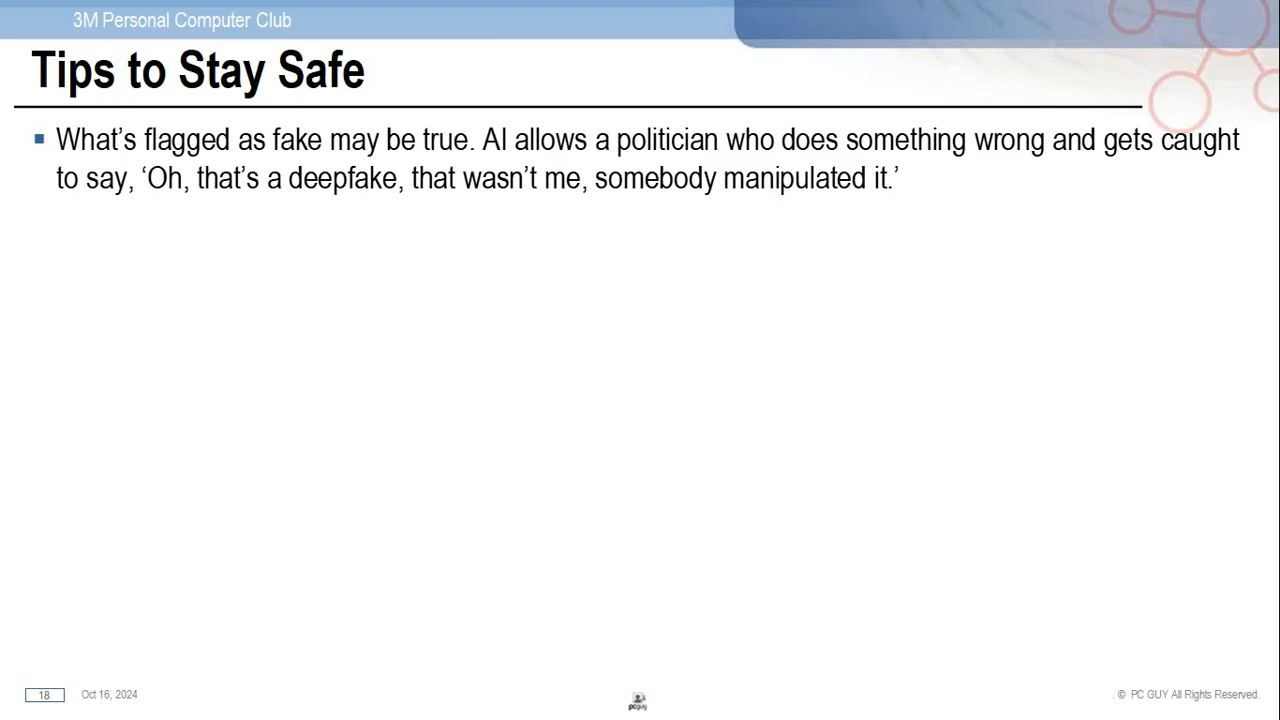 3M Personal Computer Club
Tips to Stay Safe
▪ What’s flagged as fake may be true. AI allows a politician who does something wrong and gets caught
to say, ‘Oh, that’s a deepfake, that wasn’t me, somebody manipulated it.’
18 Oct 16, 2024
pcguy
. © PC GUY All Rights Reserved.